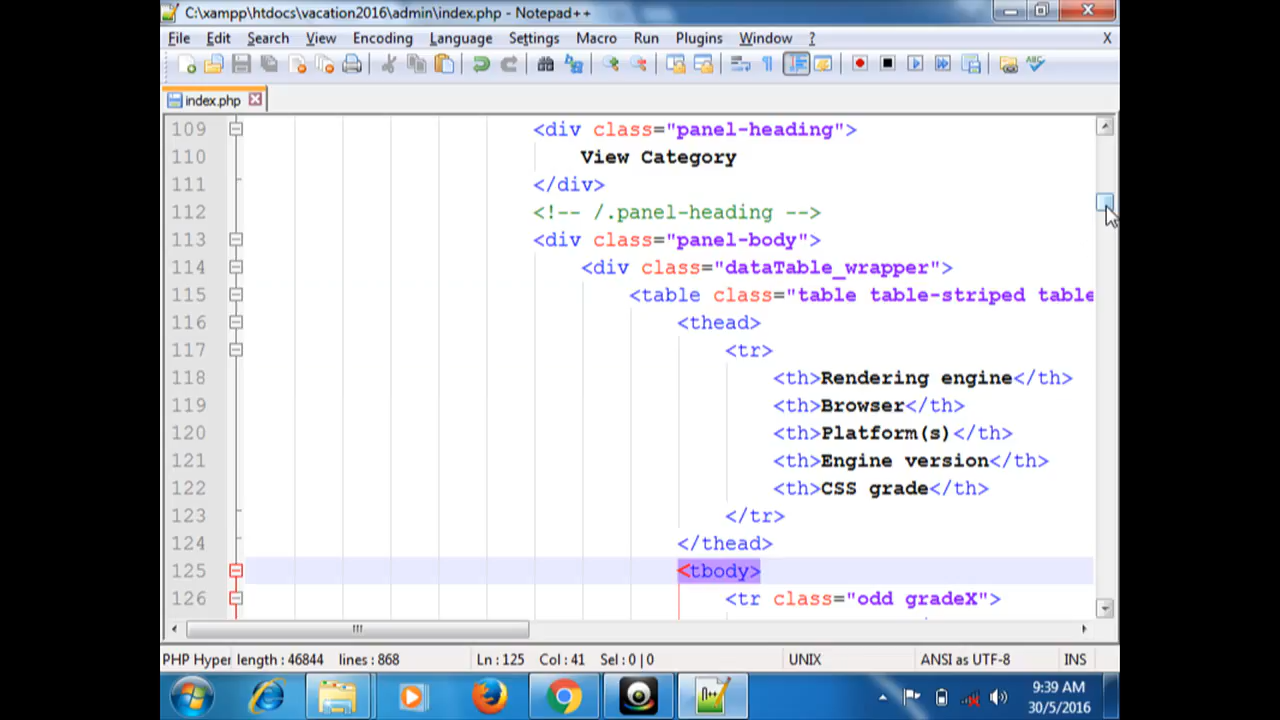 C:\xampp\htdocs\vacation2016\admin\index.php - Notepad++
File Edit Search View Encoding Language Settings Macro Run Plugins Window ? X
index.php
109 <div class="panel-heading">
110 View Category
111 </div>
112 <!-- /.panel-heading -->
113 <div class="panel-body">
114 <div class="dataTable_wrapper">
115 <table class="table table-striped table
116 <thead>
117 <tr>
118 <th>Rendering engine</th>
119 <th>Browser</th>
120 <th>Platform(s)</th>
121 <th>Engine version</th>
122 <th>CSS grade</th>
123 </tr>
124 </thead>
125 <tbody>
126 <tr class="odd gradeX">
PHP Hyper length : 46844 lines : 868 Ln : 125 Col : 41 Sel : 0 | 0 UNIX ANSI as UTF-8 INS
9:39 AM
30/5/2016